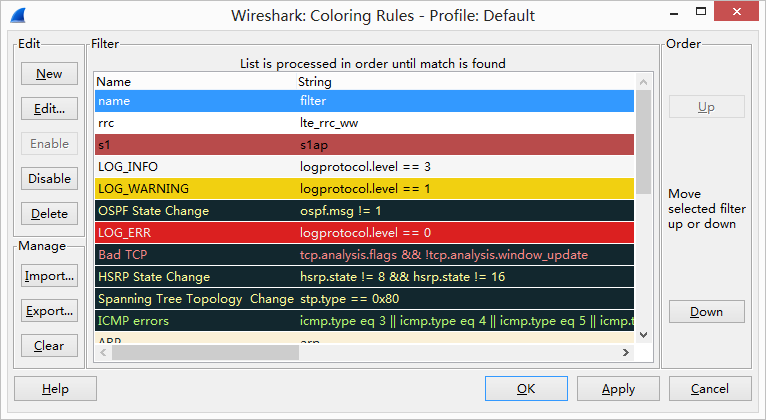 Wireshark: Coloring Rules - Profile: Default
Edit
Filter
Order
List is processed in order until match is found
New
Edit...
Enable
Disable
Delete
Manage
Import...
Export...
Clear
Name String
name filter
rrc lte_rrc_ww
s1 s1ap
LOG_INFO logprotocol.level == 3
LOG_WARNING logprotocol.level == 1
OSPF State Change ospf.msg != 1
LOG_ERR logprotocol.level == 0
Bad TCP tcp.analysis.flags && !tcp.analysis.window_update
HSRP State Change hsrp.state != 8 && hsrp.state != 16
Spanning Tree Topology Change stp.type == 0x80
ICMP errors icmp.type eq 3 || icmp.type eq 4 || icmp.type eq 5 || icmp.t
ARP arp
Up
Move
selected filter
up or down
Down
Help
OK
Apply
Cancel